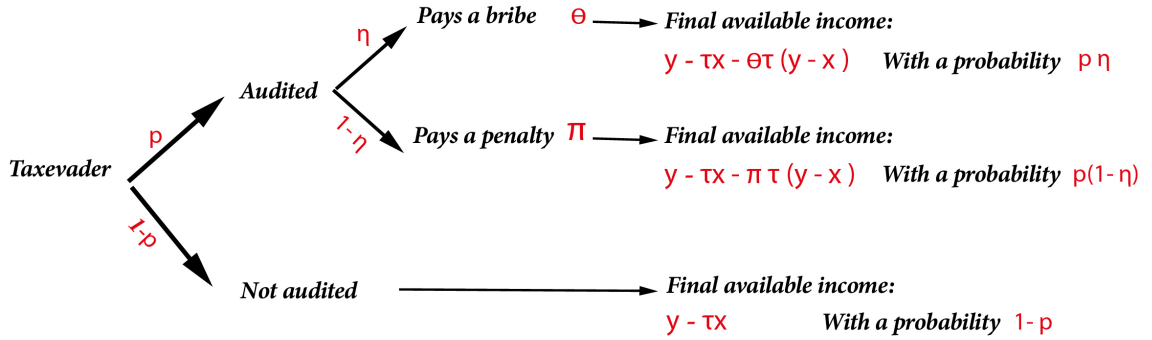 Pays a bribe θ
Final available income:
η
y - τx - θτ (y - x ) With a probability p η
Audited
p
1- η
Pays a penalty π
Final available income:
Taxevader
y - τx - π τ (y - x ) With a probability p(1- η)
1-p
Not audited
Final available income:
y - τx With a probability 1- p